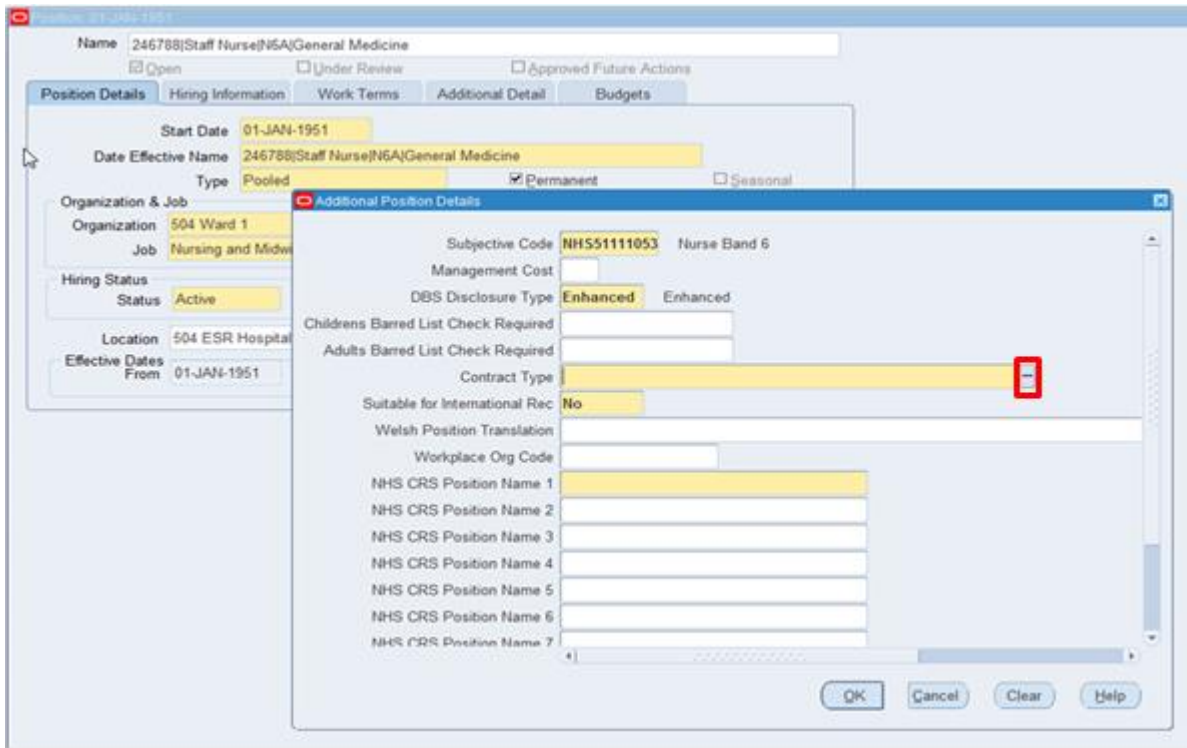 Position: 01-JAN-1951
Name 246788|Staff Nurse|N6A|General Medicine
Open Under Review Approved Future Actions
Position Details Hiring Information Work Terms Additional Detail Budgets
Start Date 01-JAN-1951
Date Effective Name 246788|Staff Nurse|N6A|General Medicine
Type Pooled Permanent Seasonal
Organization & Job
Organization 504 Ward 1
Job Nursing and Midwi
Hiring Status
Status Active
Location 504 ESR Hospital
Effective Dates
From 01-JAN-1951
Additional Position Details
Subjective Code NHS51111053 Nurse Band 6
Management Cost
DBS Disclosure Type Enhanced Enhanced
Childrens Barred List Check Required
Adults Barred List Check Required
Contract Type
Suitable for International Rec No
Welsh Position Translation
Workplace Org Code
NHS CRS Position Name 1
NHS CRS Position Name 2
NHS CRS Position Name 3
NHS CRS Position Name 4
NHS CRS Position Name 5
NHS CRS Position Name 6
NHS CRS Position Name 7
OK Cancel Clear Help